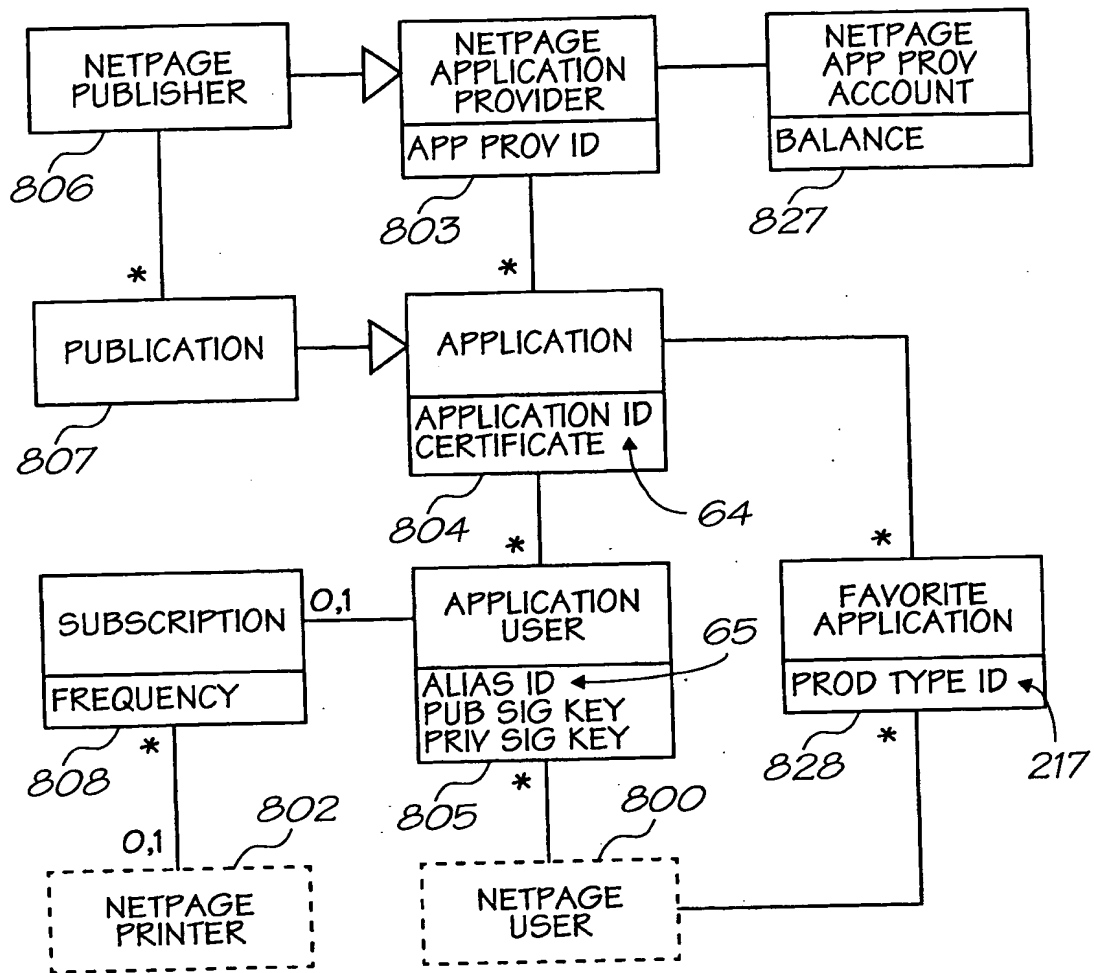 NETPAGE
PUBLISHER
806
NETPAGE
APPLICATION
PROVIDER
APP PROV ID
803
NETPAGE
APP PROV
ACCOUNT
BALANCE
827
*
*
PUBLICATION
807
APPLICATION
APPLICATION ID
CERTIFICATE
804
64
*
*
SUBSCRIPTION
FREQUENCY
808
0,1
APPLICATION
USER
ALIAS ID
PUB SIG KEY
PRIV SIG KEY
805
65
FAVORITE
APPLICATION
PROD TYPE ID
828
217
*
*
*
0,1
802
NETPAGE
PRINTER
800
NETPAGE
USER